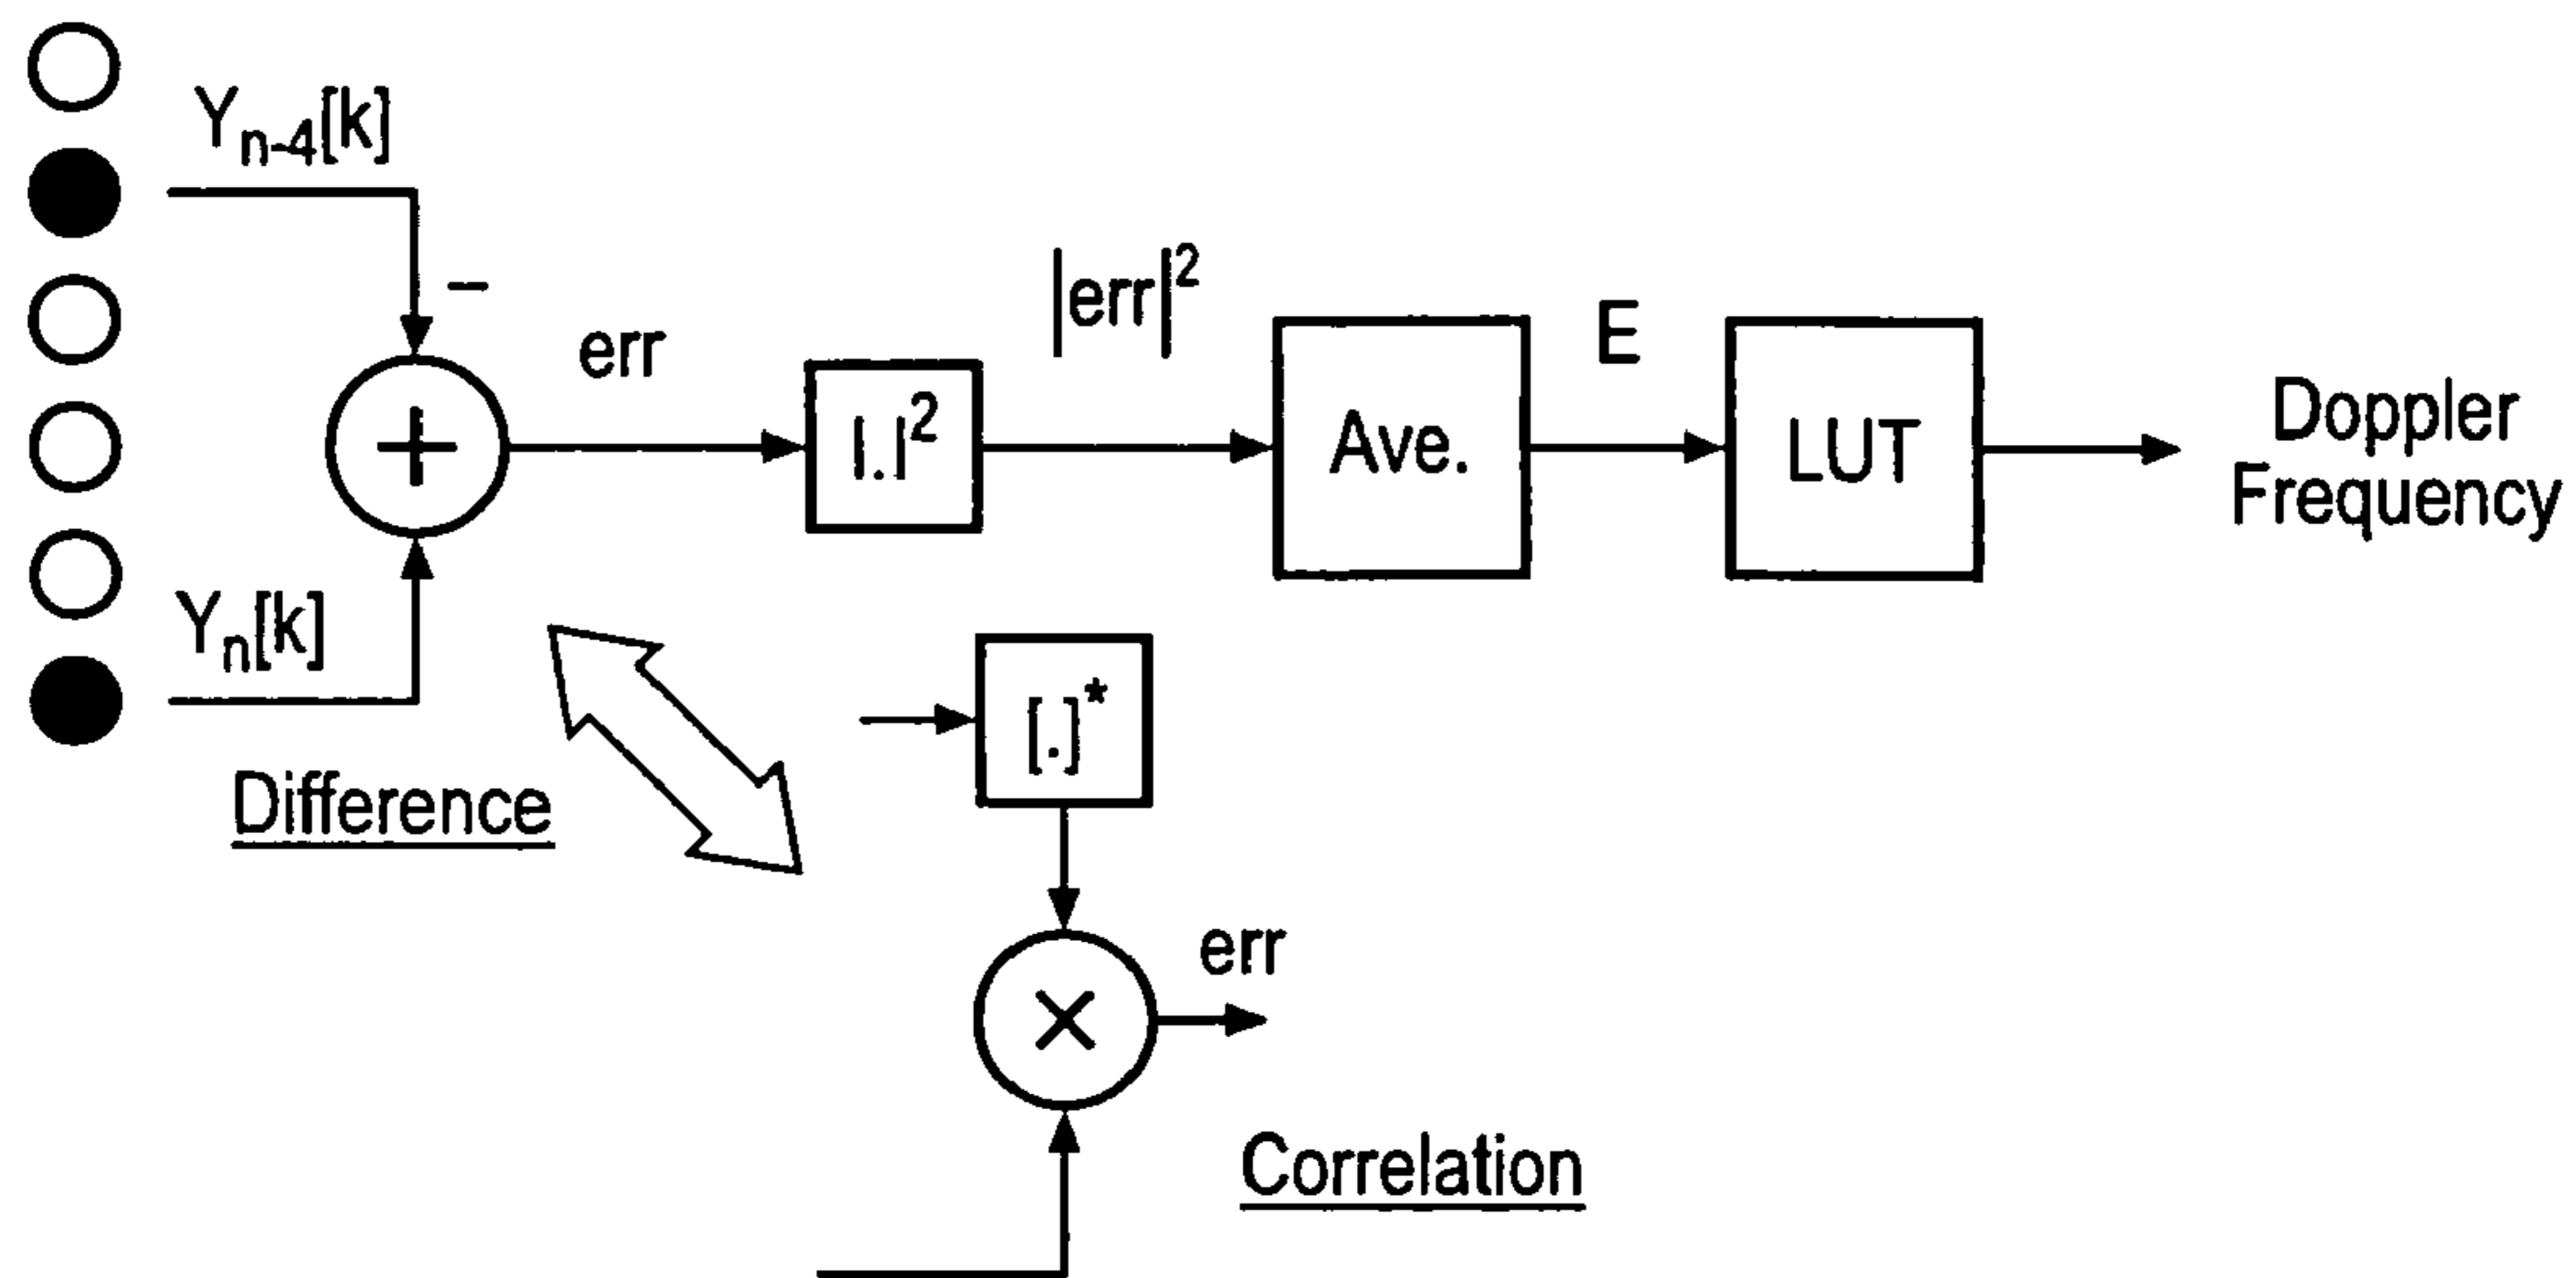 Yn-4[k]
−
err
|.|²
|err|²
Ave.
E
LUT
Doppler
Frequency
+
Yn[k]
Difference
[.]*
×
err
Correlation